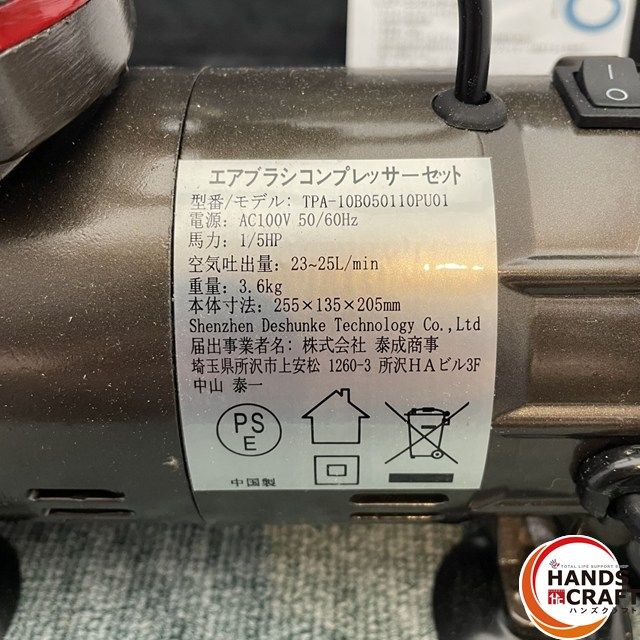 エアブラシコンプレッサーセット
型番/モデル: TPA-10B050110PU01
電源: AC100V 50/60Hz
馬力: 1/5HP
空気吐出量: 23~25L/min
重量: 3.6kg
本体寸法: 255×135×205mm
Shenzhen Deshunke Technology Co.,Ltd
届出事業者名: 株式会社 泰成商事
埼玉県所沢市上安松 1260-3 所沢HAビル3F
中山 泰一
PS
E
中国製
TOTAL LIFE SUPPORT SHOP
HANDS
CRAFT
ハンズクラフト